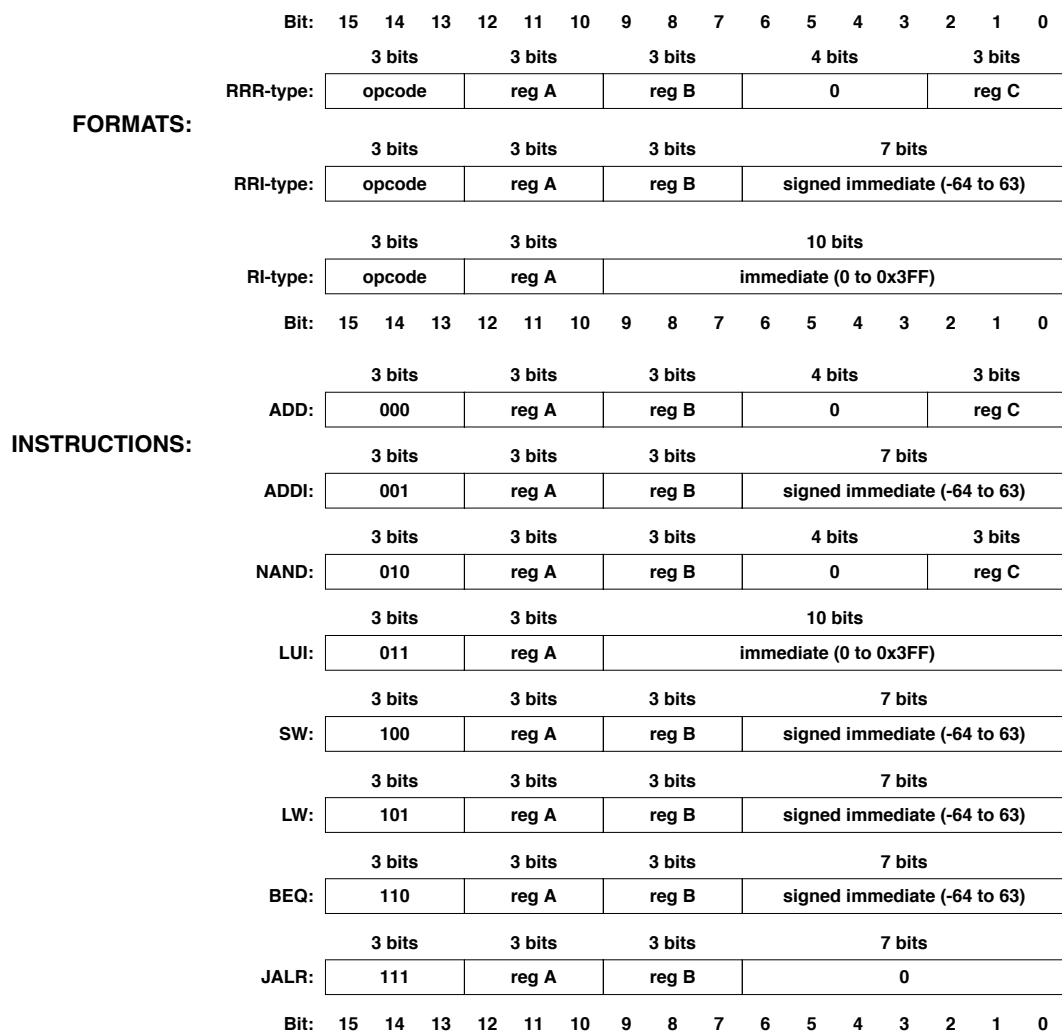 Bit: 15 14 13 12 11 10 9 8 7 6 5 4 3 2 1 0
3 bits 3 bits 3 bits 4 bits 3 bits
RRR-type: opcode reg A reg B 0 reg C
FORMATS:
3 bits 3 bits 3 bits 7 bits
RRI-type: opcode reg A reg B signed immediate (-64 to 63)
3 bits 3 bits 10 bits
RI-type: opcode reg A immediate (0 to 0x3FF)
Bit: 15 14 13 12 11 10 9 8 7 6 5 4 3 2 1 0
3 bits 3 bits 3 bits 4 bits 3 bits
ADD: 000 reg A reg B 0 reg C
INSTRUCTIONS:
3 bits 3 bits 3 bits 7 bits
ADDI: 001 reg A reg B signed immediate (-64 to 63)
3 bits 3 bits 3 bits 4 bits 3 bits
NAND: 010 reg A reg B 0 reg C
3 bits 3 bits 10 bits
LUI: 011 reg A immediate (0 to 0x3FF)
3 bits 3 bits 3 bits 7 bits
SW: 100 reg A reg B signed immediate (-64 to 63)
3 bits 3 bits 3 bits 7 bits
LW: 101 reg A reg B signed immediate (-64 to 63)
3 bits 3 bits 3 bits 7 bits
BEQ: 110 reg A reg B signed immediate (-64 to 63)
3 bits 3 bits 3 bits 7 bits
JALR: 111 reg A reg B 0
Bit: 15 14 13 12 11 10 9 8 7 6 5 4 3 2 1 0